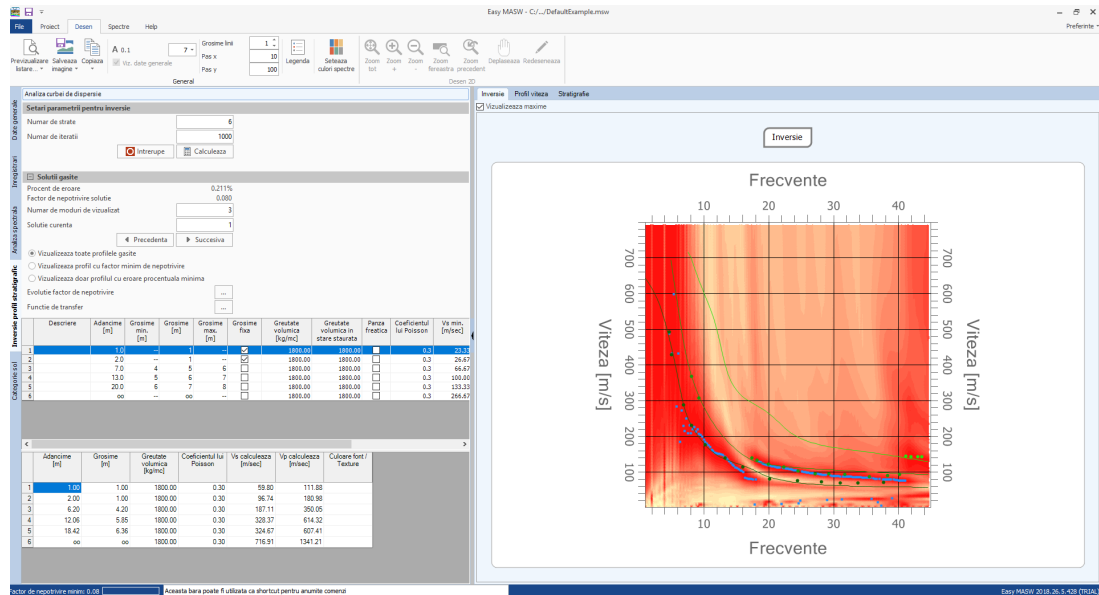 Easy MASW - C:/.../DefaultExample.msw
File Proiect Desen Spectre Help
Preferinte
Previzualizare listare...
Salveaza imagine
Copiaza
A 0.1
7
Viz. date generale
Grosime linii 1
Pas x 10
Pas y 100
General
Legenda
Seteaza culori spectre
Zoom tot
Zoom +
Zoom -
Zoom fereastra
Zoom precedent
Deplaseaza
Redeseneaza
Desen 2D
Date generale
Inregistrari
Analiza spectrala
Inversie profil stratigrafic
Categorie sol
Analiza curbei de dispersie
Setari parametrii pentru inversie
Numar de strate 6
Numar de iteratii 1000
Intrerupe Calculeaza
Solutii gasite
Procent de eroare 0.211%
Factor de nepotrivire solutie 0.080
Numar de moduri de vizualizat 3
Solutie curenta 1
Precedenta Succesiva
Vizualizeaza toate profilele gasite
Vizualizeaza profil cu factor minim de nepotrivire
Vizualizeaza doar profilul cu eroare procentuala minima
Evolutie factor de nepotrivire ...
Functie de transfer ...
Descriere Adancime [m] Grosime min. [m] Grosime [m] Grosime max. [m] Grosime fixa Greutate volumica [kg/mc] Greutate volumica in stare staurata Panza freatica Coeficientul lui Poisson Vs min. [m/sec]
1 1.0 -- 1 -- 1800.00 1800.00 0.3 23.33
2 2.0 -- 1 -- 1800.00 1800.00 0.3 26.67
3 7.0 4 5 6 1800.00 1800.00 0.3 66.67
4 13.0 5 6 7 1800.00 1800.00 0.3 100.00
5 20.0 6 7 8 1800.00 1800.00 0.3 133.33
6 oo -- oo -- 1800.00 1800.00 0.3 266.67
Adancime [m] Grosime [m] Greutate volumica [kg/mc] Coeficientul lui Poisson Vs calculeaza [m/sec] Vp calculeaza [m/sec] Culoare font / Texture
1 1.00 1.00 1800.00 0.30 59.80 111.88
2 2.00 1.00 1800.00 0.30 96.74 180.98
3 6.20 4.20 1800.00 0.30 187.11 350.05
4 12.06 5.85 1800.00 0.30 328.37 614.32
5 18.42 6.36 1800.00 0.30 324.67 607.41
6 oo oo 1800.00 0.30 716.91 1341.21
Inversie Profil viteza Stratigrafie
Vizualizeaza maxime
Inversie
Frecvente
10 20 30 40
700 700
600 600
500 500
400 400
300 300
200 200
100 100
Viteza [m/s]
Viteza [m/s]
10 20 30 40
Frecvente
Factor de nepotrivire minim: 0.08
Aceasta bara poate fi utilizata ca shortcut pentru anumite comenzi
Easy MASW 2018.26.5.428 (TRIAL)